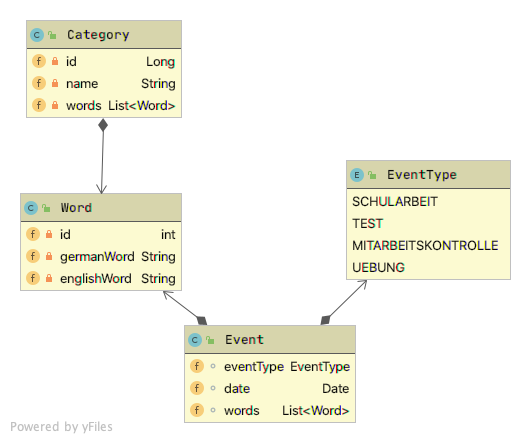 Category
id Long
name String
words List<Word>
EventType
SCHULARBEIT
TEST
MITARBEITSKONTROLLE
UEBUNG
Word
id int
germanWord String
englishWord String
Event
eventType EventType
date Date
words List<Word>
Powered by yFiles